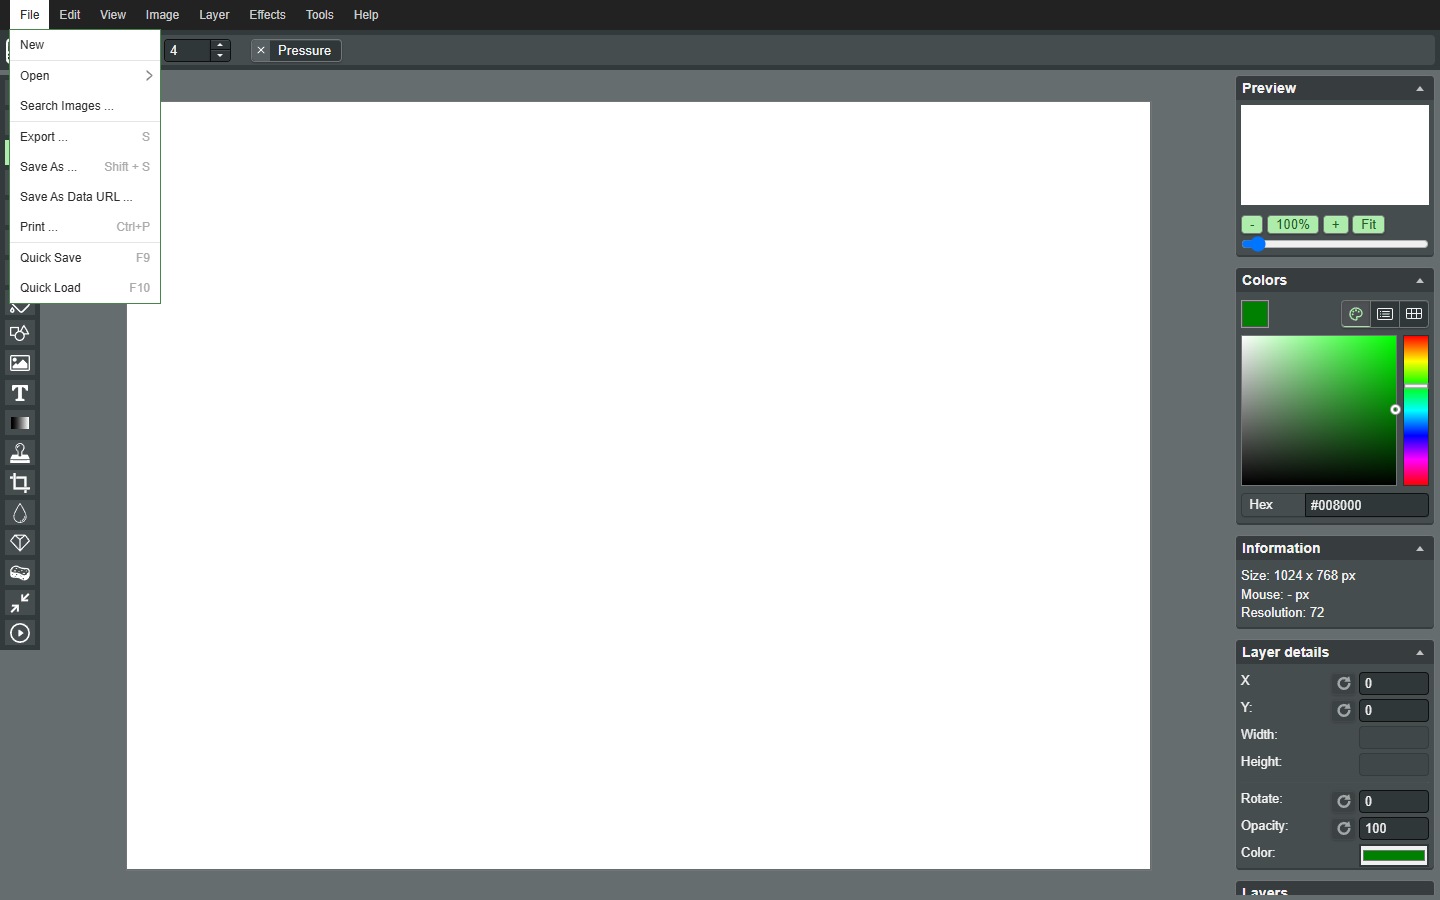 File Edit View Image Layer Effects Tools Help
New
Open
Search Images ...
Export ... S
Save As ... Shift + S
Save As Data URL ...
Print ... Ctrl+P
Quick Save F9
Quick Load F10
4
× Pressure
T
Preview
- 100% + Fit
Colors
Hex #008000
Information
Size: 1024 x 768 px
Mouse: - px
Resolution: 72
Layer details
X 0
Y: 0
Width:
Height:
Rotate: 0
Opacity: 100
Color:
Layers